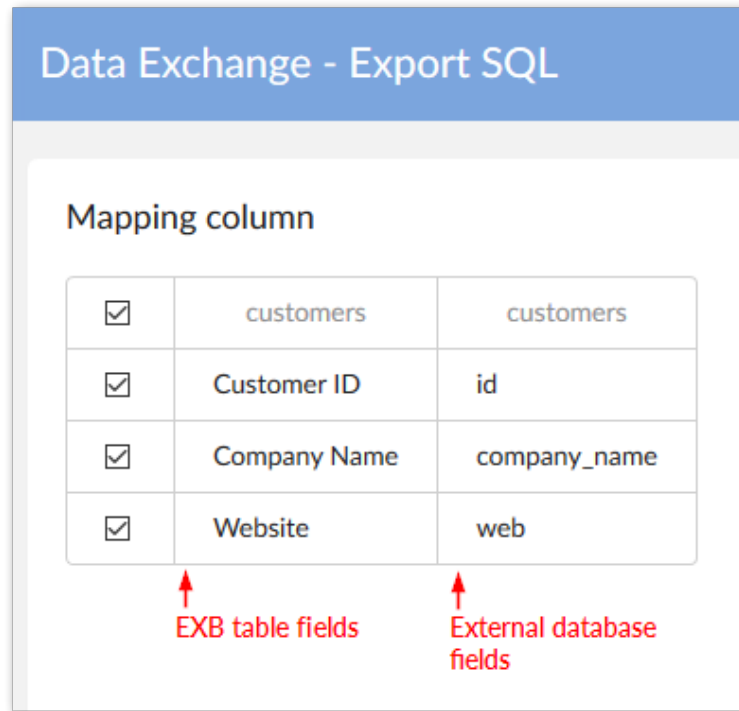 Data Exchange - Export SQL
Mapping column
customers customers
Customer ID id
Company Name company_name
Website web
EXB table fields External database
fields